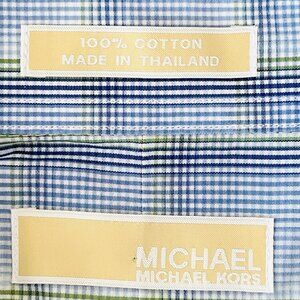 100% COTTON
MADE IN THAILAND
MICHAEL
MICHAEL KORS